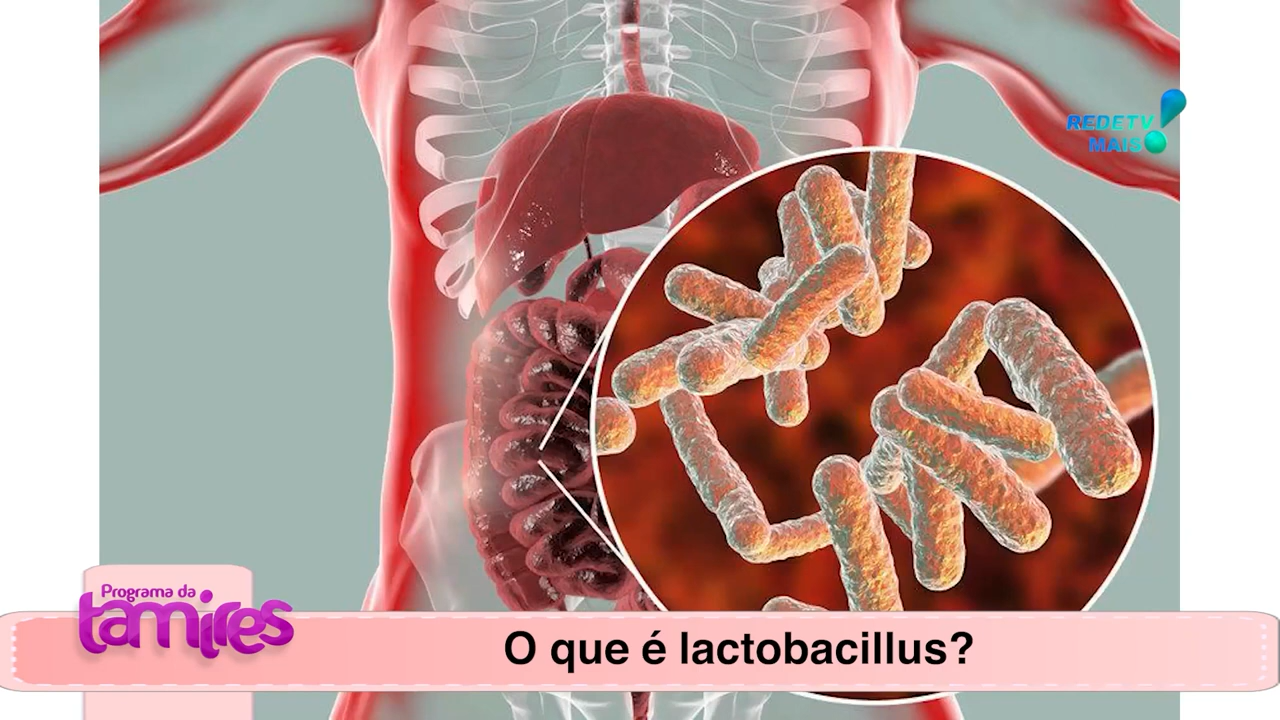 REDETV
MAIS
Programa da
tamires
O que é lactobacillus?